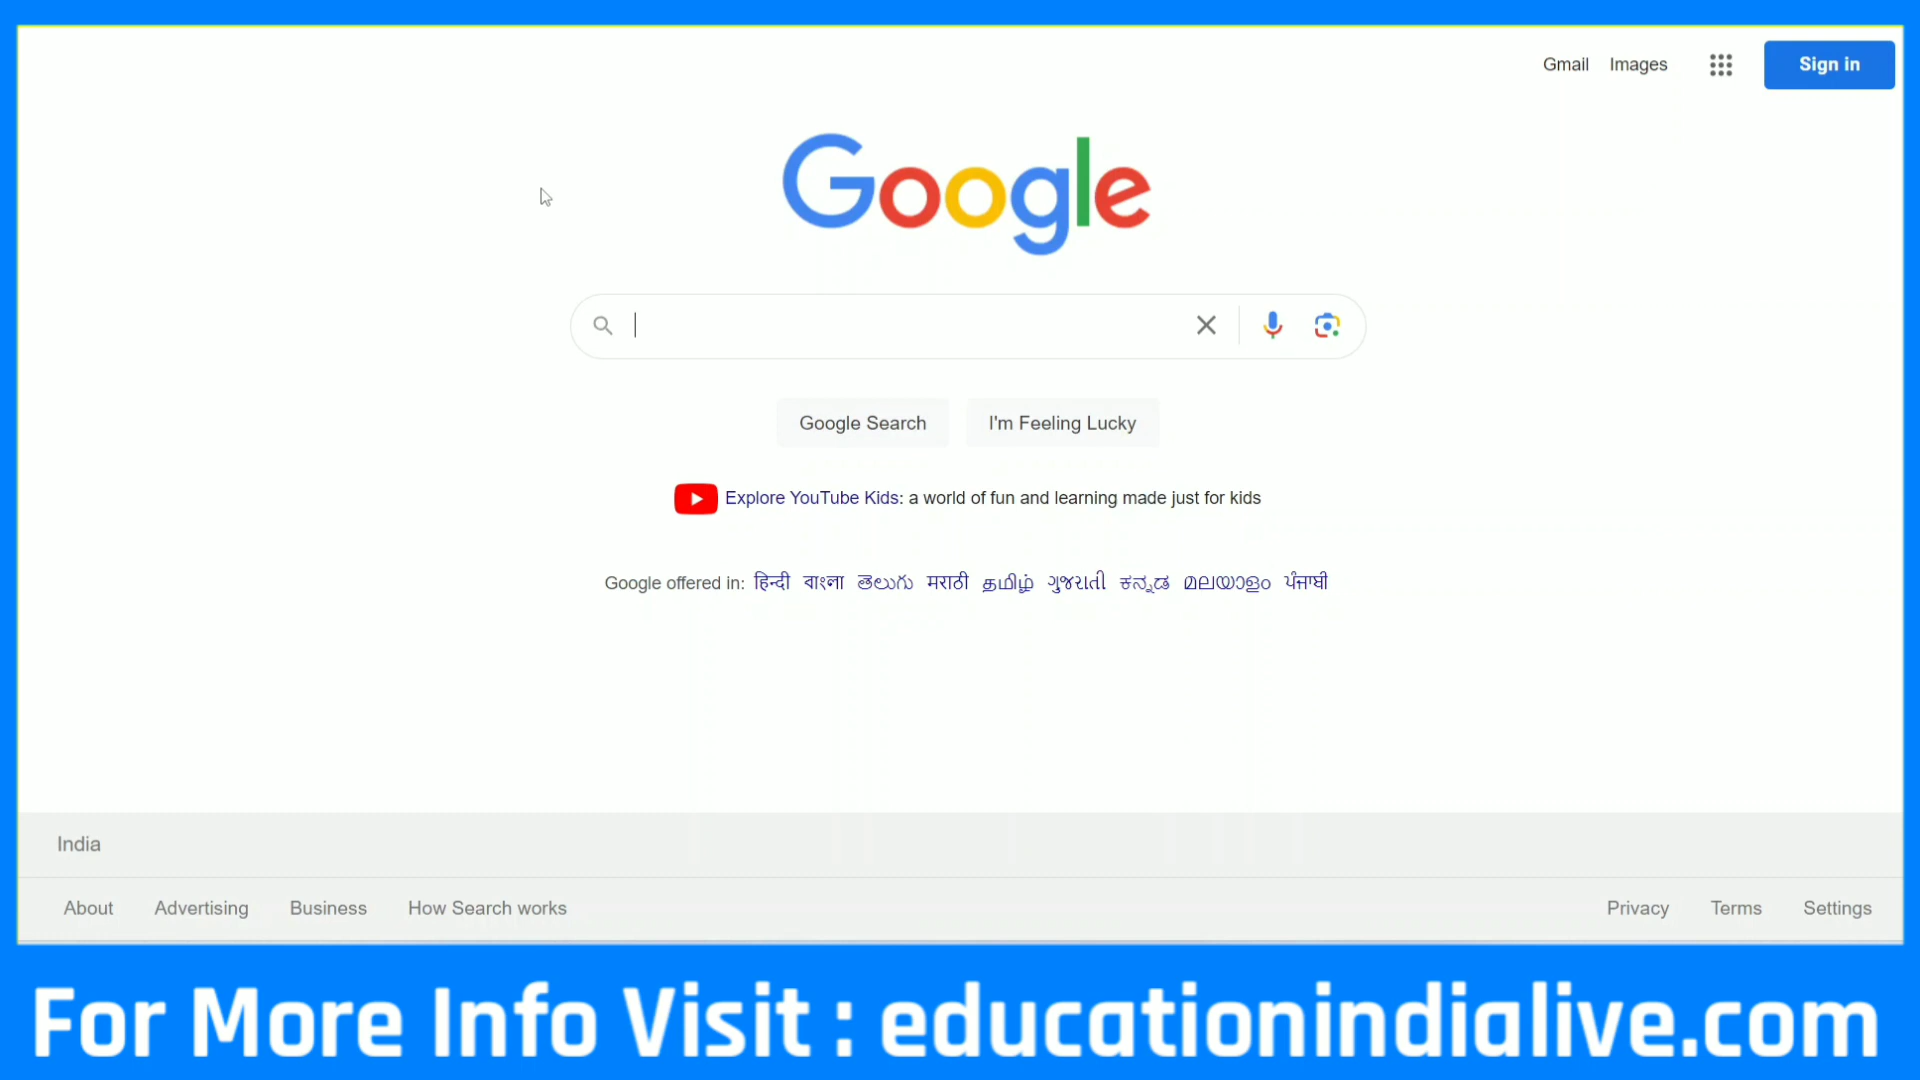 Gmail Images Sign in
Google
Google Search I'm Feeling Lucky
Explore YouTube Kids: a world of fun and learning made just for kids
Google offered in: हिन्दी বাংলা తెలుగు मराठी தமிழ் ગુજરાતી ಕನ್ನಡ മലയാളം ਪੰਜਾਬੀ
India
About Advertising Business How Search works Privacy Terms Settings
For More Info Visit : educationindialive.com